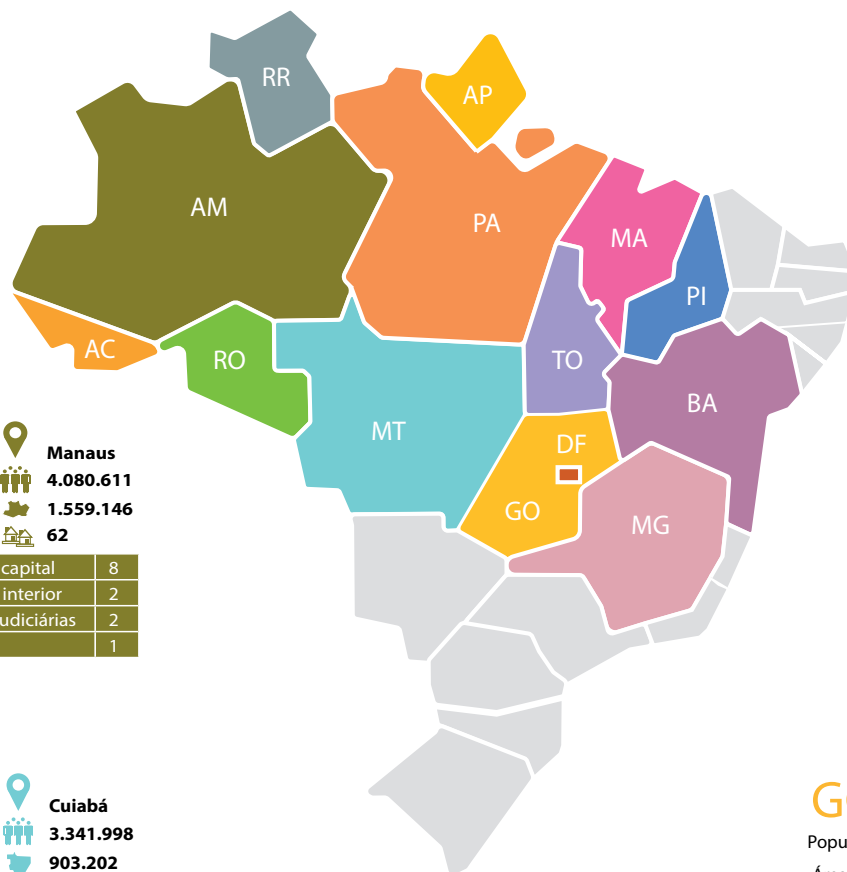 RR
AP
AM
PA
MA
PI
AC
RO
TO
MT
BA
DF
GO
MG
Manaus
4.080.611
1.559.146
62
capital 8
interior 2
udiciárias 2
1
Cuiabá
3.341.998
903.202
G
Popu